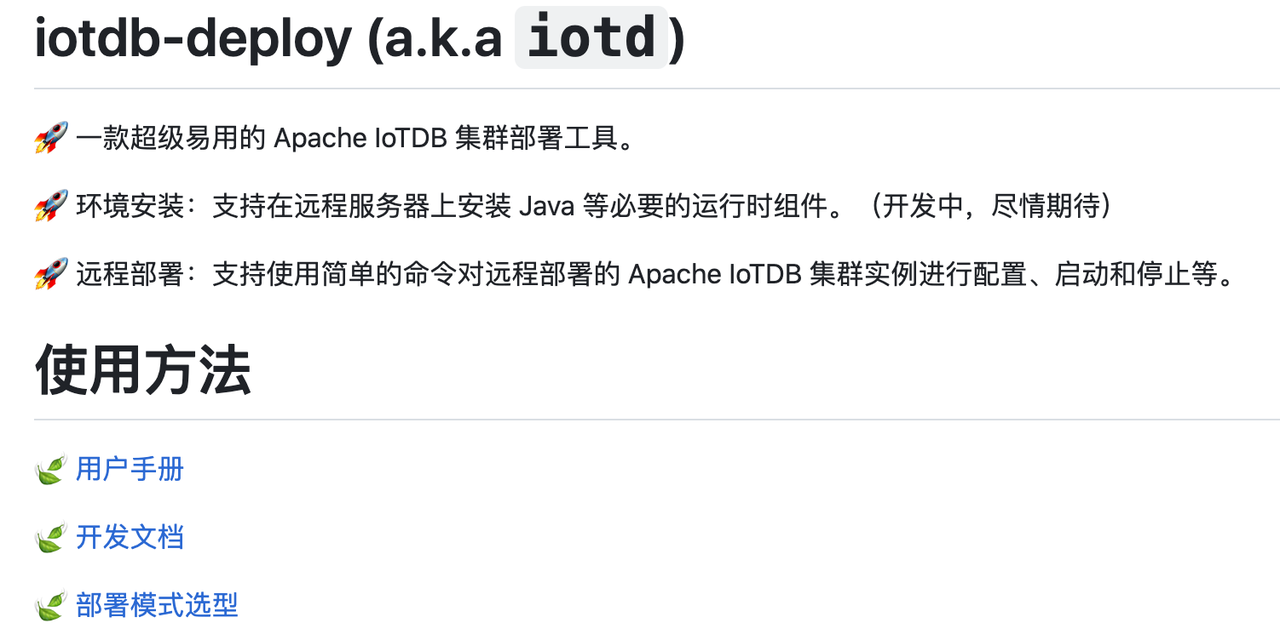 iotdb-deploy (a.k.a iotd)
🚀 一款超级易用的 Apache IoTDB 集群部署工具。
🚀 环境安装：支持在远程服务器上安装 Java 等必要的运行时组件。（开发中，尽情期待）
🚀 远程部署：支持使用简单的命令对远程部署的 Apache IoTDB 集群实例进行配置、启动和停止等。
使用方法
🍃 用户手册
🍃 开发文档
🍃 部署模式选型